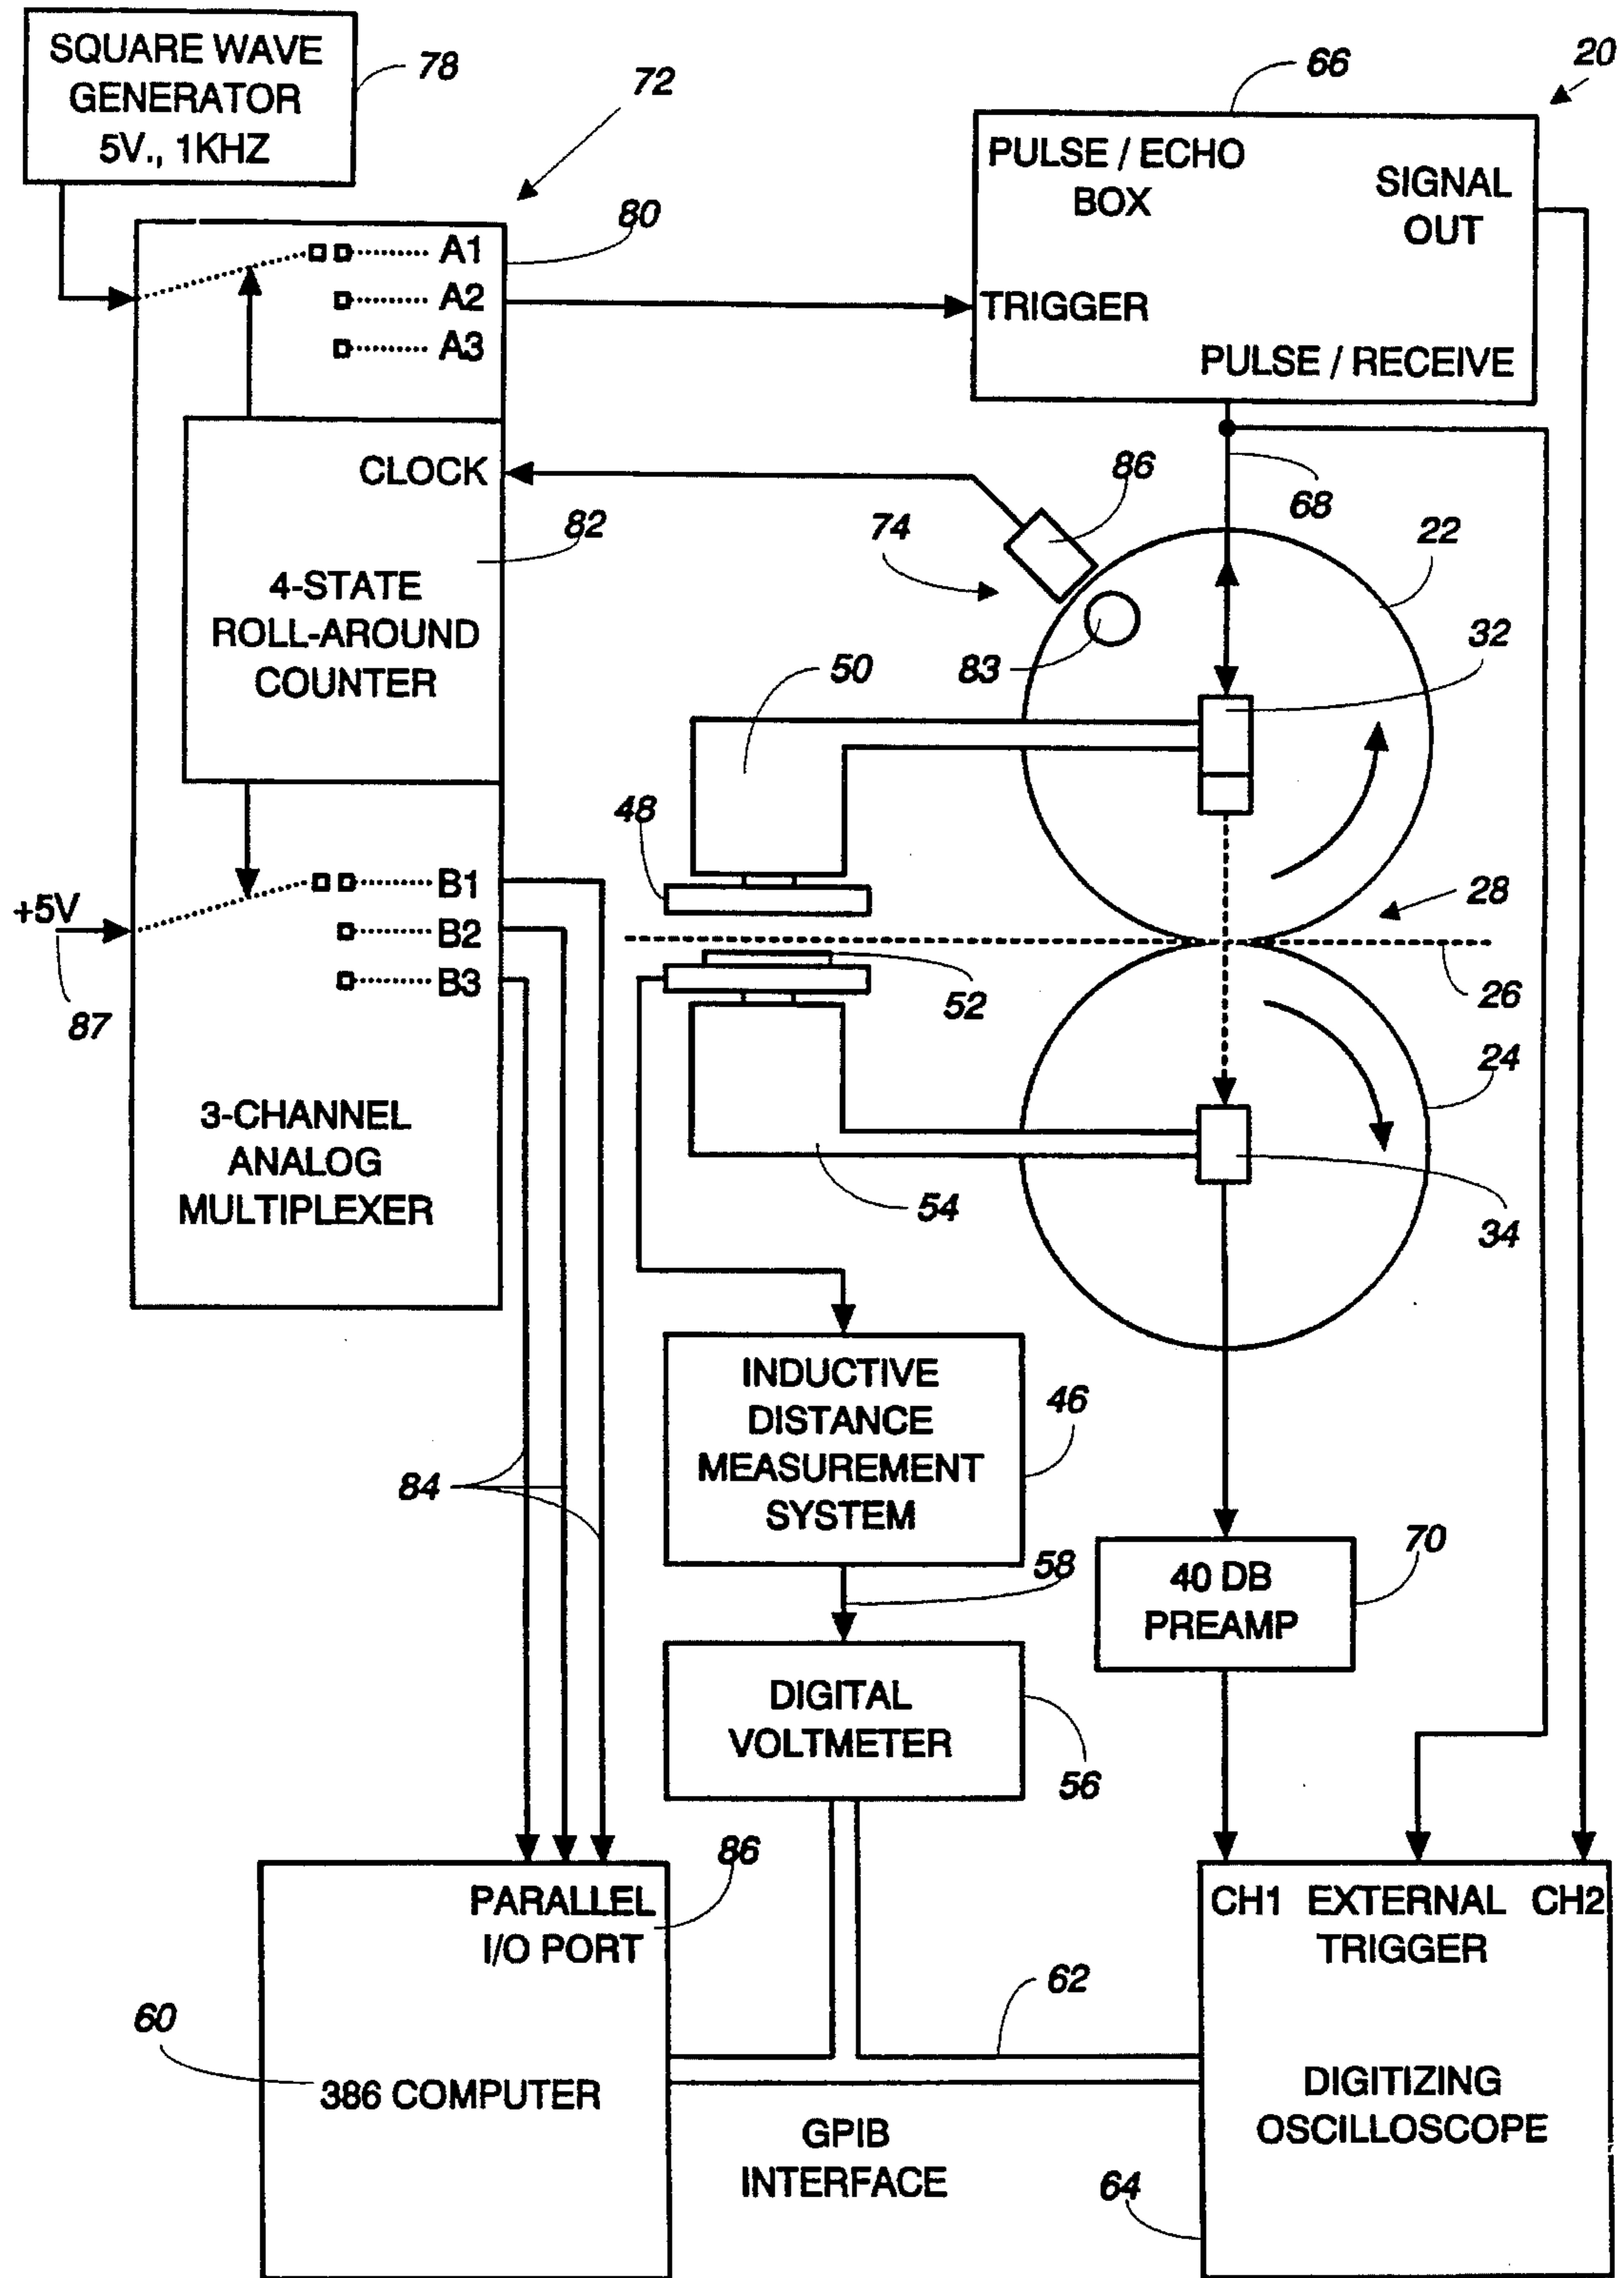 SQUARE WAVE
GENERATOR
5V., 1KHZ
78
72
66
20
PULSE / ECHO
BOX
SIGNAL
OUT
TRIGGER
PULSE / RECEIVE
80
A1
A2
A3
CLOCK
82
4-STATE
ROLL-AROUND
COUNTER
86
68
74
22
83
32
50
48
28
26
52
24
54
34
+5V
87
B1
B2
B3
3-CHANNEL
ANALOG
MULTIPLEXER
84
INDUCTIVE
DISTANCE
MEASUREMENT
SYSTEM
46
58
40 DB
PREAMP
70
DIGITAL
VOLTMETER
56
86
PARALLEL
I/O PORT
60
386 COMPUTER
62
GPIB
INTERFACE
CH1 EXTERNAL CH2
TRIGGER
DIGITIZING
OSCILLOSCOPE
64